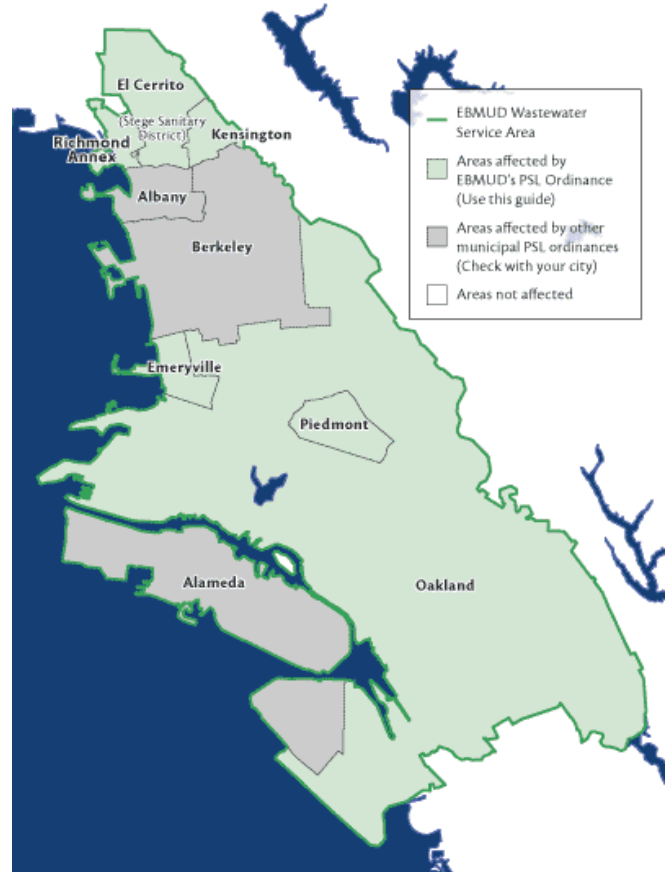 El Cerrito
(Stege Sanitary
District)
Kensington
Richmond
Annex
Albany
Berkeley
Emeryville
Piedmont
Alameda
Oakland
EBMUD Wastewater
Service Area
Areas affected by
EBMUD's PSL Ordinance
(Use this guide)
Areas affected by other
municipal PSL ordinances
(Check with your city)
Areas not affected